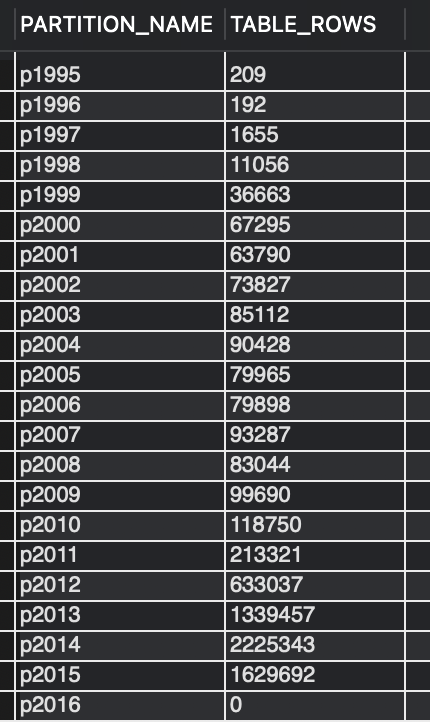 PARTITION_NAME TABLE_ROWS
p1995 209
p1996 192
p1997 1655
p1998 11056
p1999 36663
p2000 67295
p2001 63790
p2002 73827
p2003 85112
p2004 90428
p2005 79965
p2006 79898
p2007 93287
p2008 83044
p2009 99690
p2010 118750
p2011 213321
p2012 633037
p2013 1339457
p2014 2225343
p2015 1629692
p2016 0